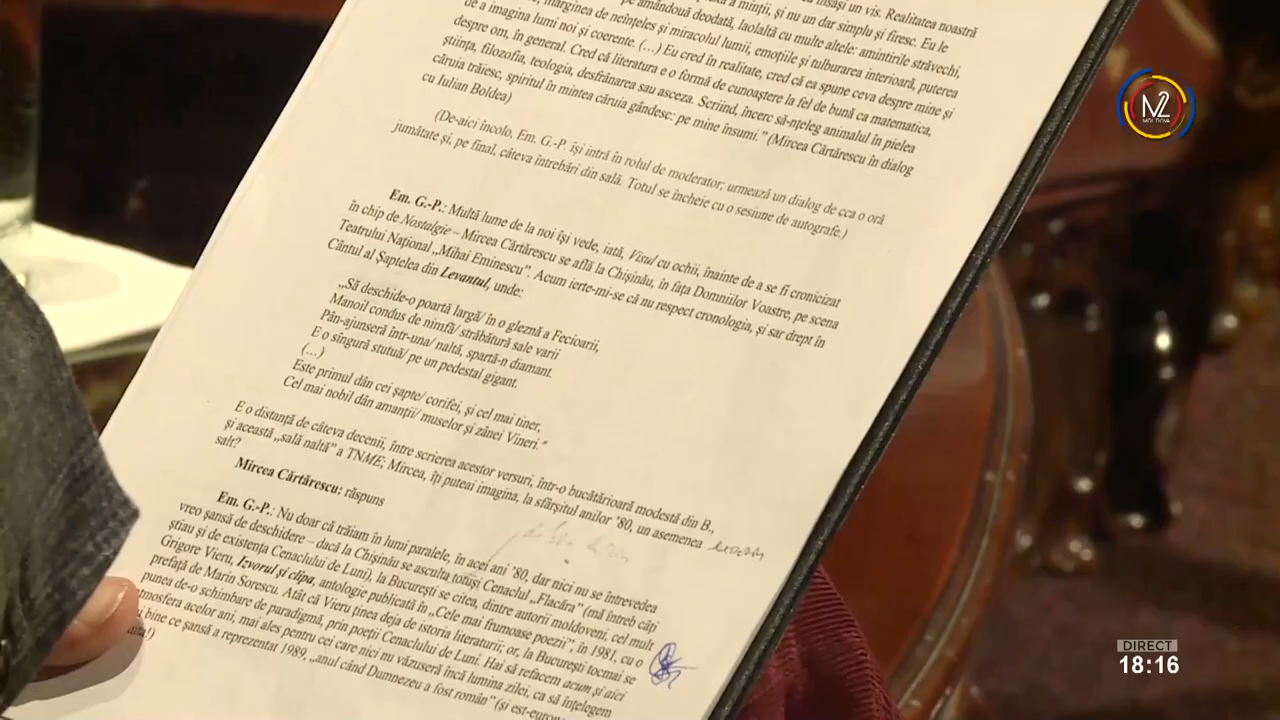 minții, și nu un dar simplu și firesc. Eu le
pe amândouă deodată, laolaltă cu multe altele: amintirile străvechi,
marginea de neînțeles și miracolul lumii, emoțiile și tulburarea interioară, puterea
de a imagina lumi noi și coerente. (…) Eu cred în realitate, cred că ea spune ceva despre mine și
despre om, în general. Cred că literatura e o formă de cunoaștere la fel de bună ca matematica,
știința, filozofia, teologia, desfrânarea sau asceza. Scriind, încerc să-nțeleg animalul în pielea
căruia trăiesc, spiritul în mintea căruia gândesc: pe mine însumi." (Mircea Cărtărescu în dialog
cu Iulian Boldea)
(De-aici încolo, Em. G.-P. își intră în rolul de moderator; urmează un dialog de cca o oră
jumătate și, pe final, câteva întrebări din sală. Totul se încheie cu o sesiune de autografe.)
Em. G.-P.: Multă lume de la noi își vede, iată, Visul cu ochii, înainte de a se fi cronicizat
în chip de Nostalgie – Mircea Cărtărescu se află la Chișinău, în fața Domniilor Voastre, pe scena
Teatrului Național „Mihai Eminescu". Acum ierte-mi-se că nu respect cronologia, și sar drept în
Cântul al Șaptelea din Levantul, unde:
„Să deschide-o poartă largă/ în o gleznă a Fecioarii,
Manoil condus de nimfă/ străbătură sale varii
Pân-ajunseră într-una/ naltă, spartă-n diamant.
E o sîngură stutuă/ pe un pedestal gigant.
(…)
Este primul dân cei șapte/ corifei, și cel mai tiner,
Cel mai nobil dân amanții/ muselor și zânei Vineri."
E o distanță de câteva decenii, între scrierea acestor versuri, într-o bucătărioară modestă din B.,
și această „sală naltă" a TNME; Mircea, îți puteai imagina, la sfârșitul anilor '80, un asemenea
salt?
Mircea Cărtărescu: răspuns
Em. G.-P.: Nu doar că trăiam în lumi paralele, în acei ani '80, dar nici nu se întrevedea
vreo șansă de deschidere – dacă la Chișinău se asculta totuși Cenaclul „Flacăra" (mă întreb câți
știau și de existența Cenaclului de Luni), la București se citea, dintre autorii moldoveni, cel mult
Grigore Vieru, Izvorul și clipa, antologie publicată în „Cele mai frumoase poezii", în 1981, cu o
prefață de Marin Sorescu. Atât că Vieru ținea deja de istoria literaturii; or, la București tocmai se
punea de-o schimbare de paradigmă, prin poeții Cenaclului de Luni. Hai să refacem acum și aici
atmosfera acelor ani, mai ales pentru cei care nici nu văzuseră încă lumina zilei, ca să înțelegem
bine ce șansă a reprezentat 1989, „anul când Dumnezeu a fost român" (și
M2
MOLDOVA
DIRECT
18:16